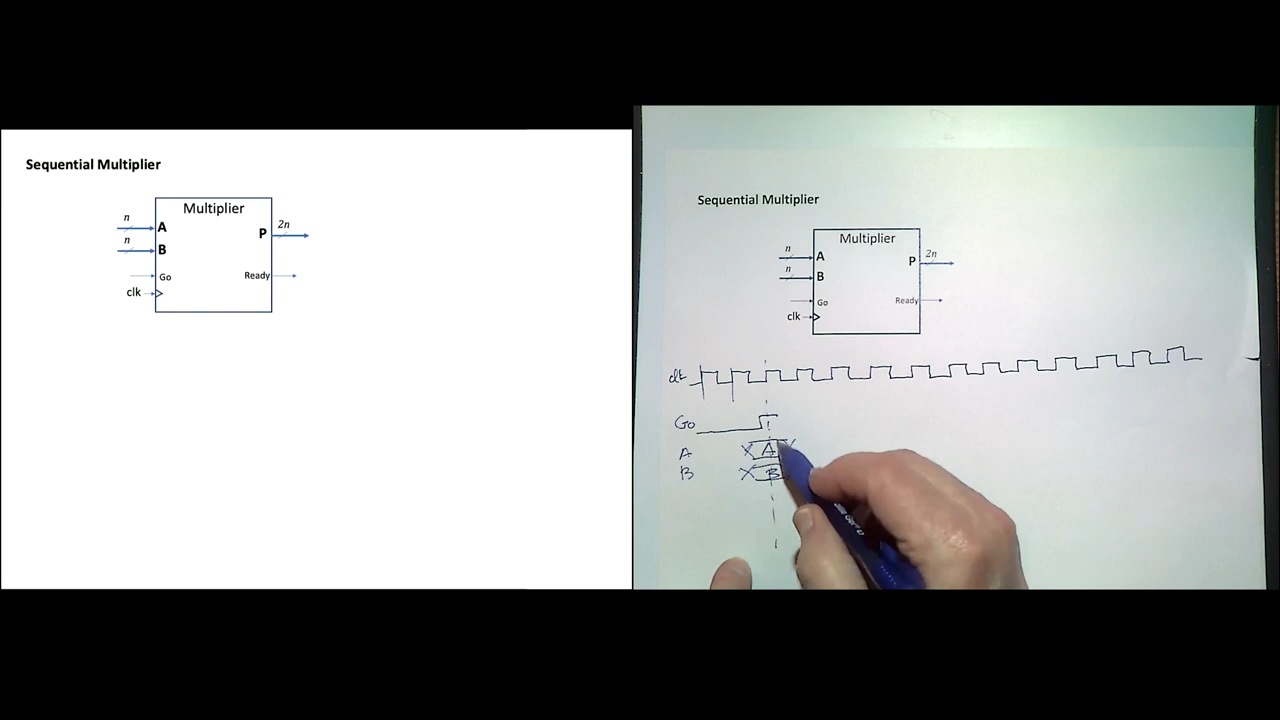 Sequential Multiplier
Multiplier
n
A
n
B
Go
clk
P
2n
Ready
Sequential Multiplier
Multiplier
n
A
n
B
Go
clk
P
2n
Ready
clk
Go
A X A X
B X B